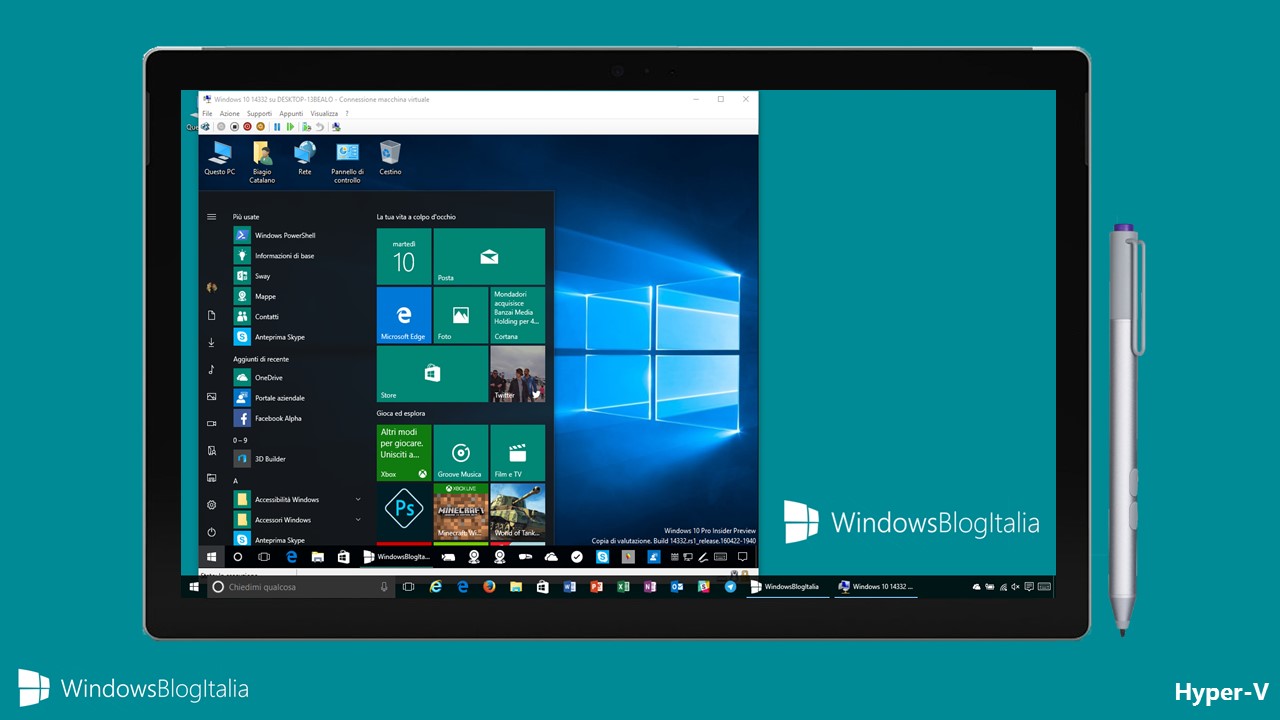 Windows 10 14332 su DESKTOP-13BEALO - Connessione macchina virtuale
File Azione Supporti Appunti Visualizza ?
Questo PC
Biagio
Catalano
Rete
Pannello di
controllo
Cestino
Più usate
Windows PowerShell
Informazioni di base
Sway
Mappe
Contatti
Anteprima Skype
Aggiunti di recente
OneDrive
Portale aziendale
Facebook Alpha
0 – 9
3D Builder
A
Accessibilità Windows
Accessori Windows
Anteprima Skype
La tua vita a colpo d'occhio
martedì
10
Posta
Microsoft Edge
Foto
Mondadori
acquisisce
Banzai Media
Holding per 4...
Cortana
Store
Twitter
Gioca ed esplora
Altri modi
per giocare.
Unisciti a...
Xbox
Groove Musica
Film e TV
Ps
XBOX LIVE
MINECRAFT
Minecraft: Wi...
World of Tank...
Windows 10 Pro Insider Preview
Copia di valutazione. Build 14332.rs1_release.160422-1940
WindowsBlogIta...
WindowsBlogItalia
Chiedimi qualcosa
WindowsBlogItalia
Windows 10 14332 ...
WindowsBlogItalia
Hyper-V